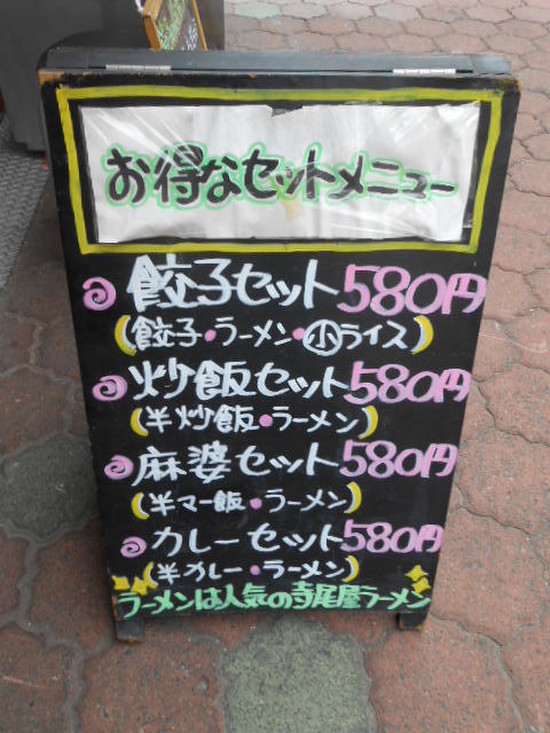 お得なセットメニュー
餃子セット 580円
(餃子・ラーメン・小ライス)
炒飯セット 580円
(半炒飯・ラーメン)
麻婆セット 580円
(半マー飯・ラーメン)
カレーセット 580円
(半カレー・ラーメン)
ラーメンは人気の寺尾屋ラーメン